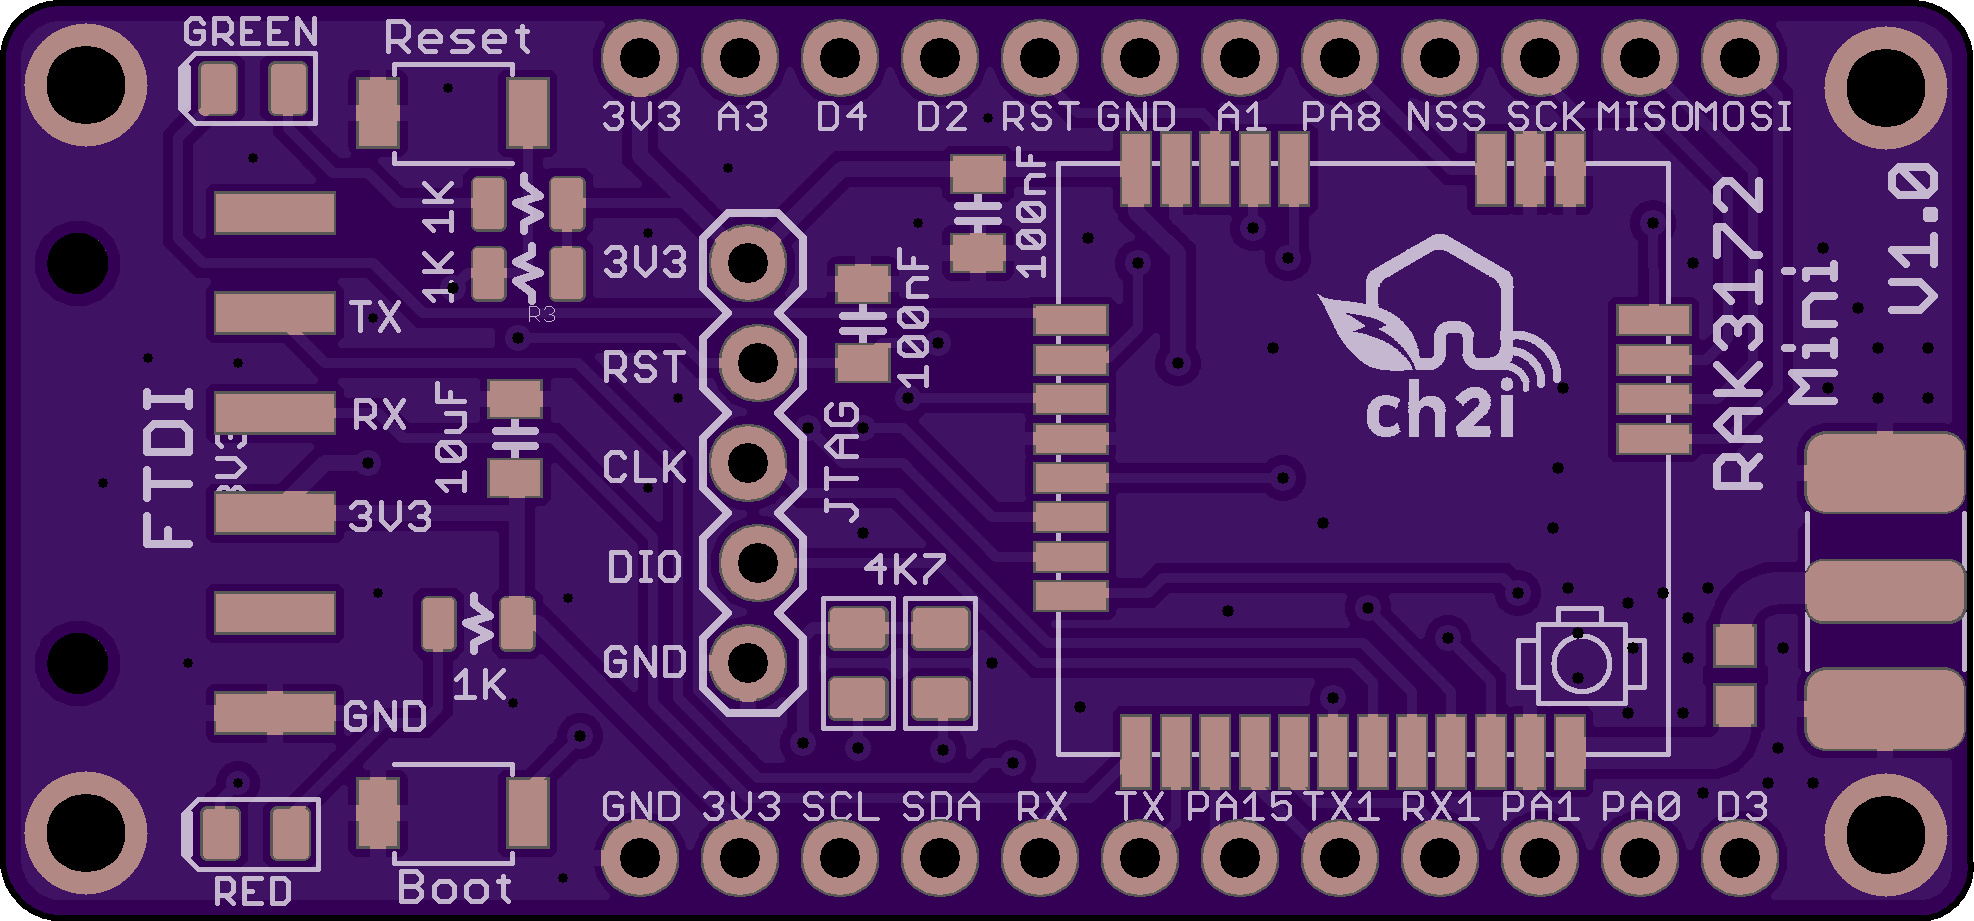 GREEN
Reset
3V3 A3 D4 D2 RST GND A1 PA8 NSS SCK MISO MOSI
1K
1K
R3
100nF
100nF
3V3
RST
CLK
DIO
GND
JTAG
4K7
TX
RX
3V3
3V3
GND
FTDI
10uF
1K
ch2i
RAK3172
Mini
V1.0
GND 3V3 SCL SDA RX TX PA15 TX1 RX1 PA1 PA0 D3
RED
Boot